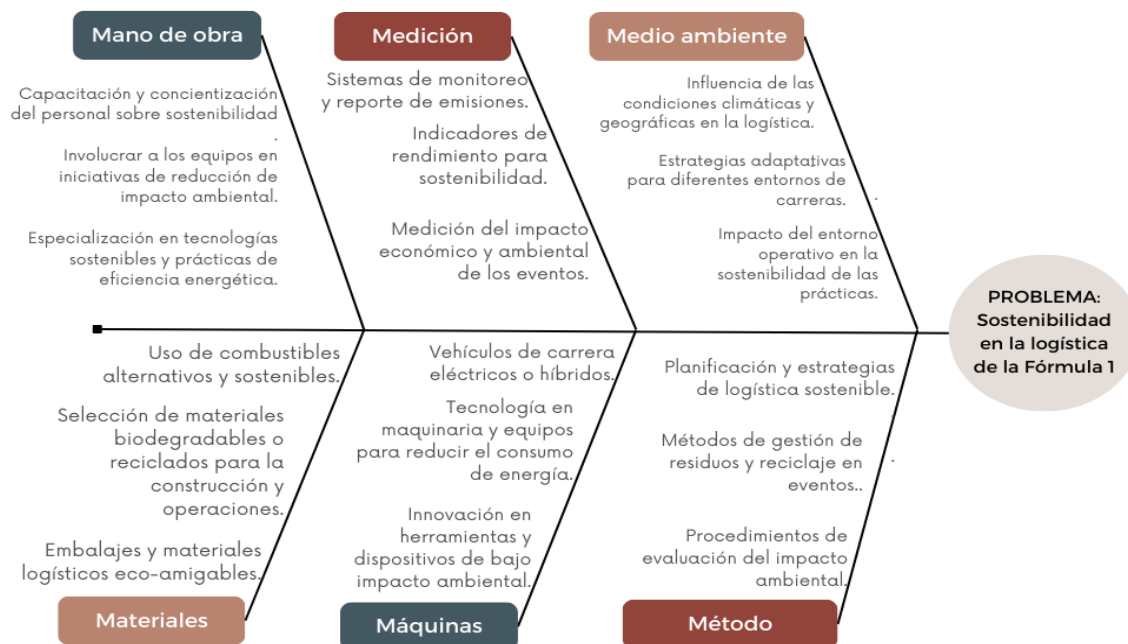 Mano de obra
Capacitación y concientización
del personal sobre sostenibilidad
.
Involucrar a los equipos en
iniciativas de reducción de
impacto ambiental.
Especialización en tecnologías
sostenibles y prácticas de
eficiencia energética.
Medición
Sistemas de monitoreo
y reporte de emisiones.
Indicadores de
rendimiento para
sostenibilidad.
Medición del impacto
económico y ambiental
de los eventos.
Medio ambiente
Influencia de las
condiciones climáticas y
geográficas en la logística.
Estrategias adaptativas
para diferentes entornos de
carreras.
.
Impacto del entorno
operativo en la
sostenibilidad de las
prácticas.
PROBLEMA:
Sostenibilidad
en la logística
de la Fórmula 1
Uso de combustibles
alternativos y sostenibles.
Selección de materiales
biodegradables o
reciclados para la
construcción y
operaciones.
Embalajes y materiales
logísticos eco-amigables.
Materiales
Vehículos de carrera
eléctricos o híbridos.
Tecnología en
maquinaria y equipos
para reducir el consumo
de energía.
Innovación en
herramientas y
dispositivos de bajo
impacto ambiental.
Máquinas
Planificación y estrategias
de logística sostenible.
.
Métodos de gestión de
residuos y reciclaje en
eventos..
.
Procedimientos de
evaluación del impacto
ambiental.
Método